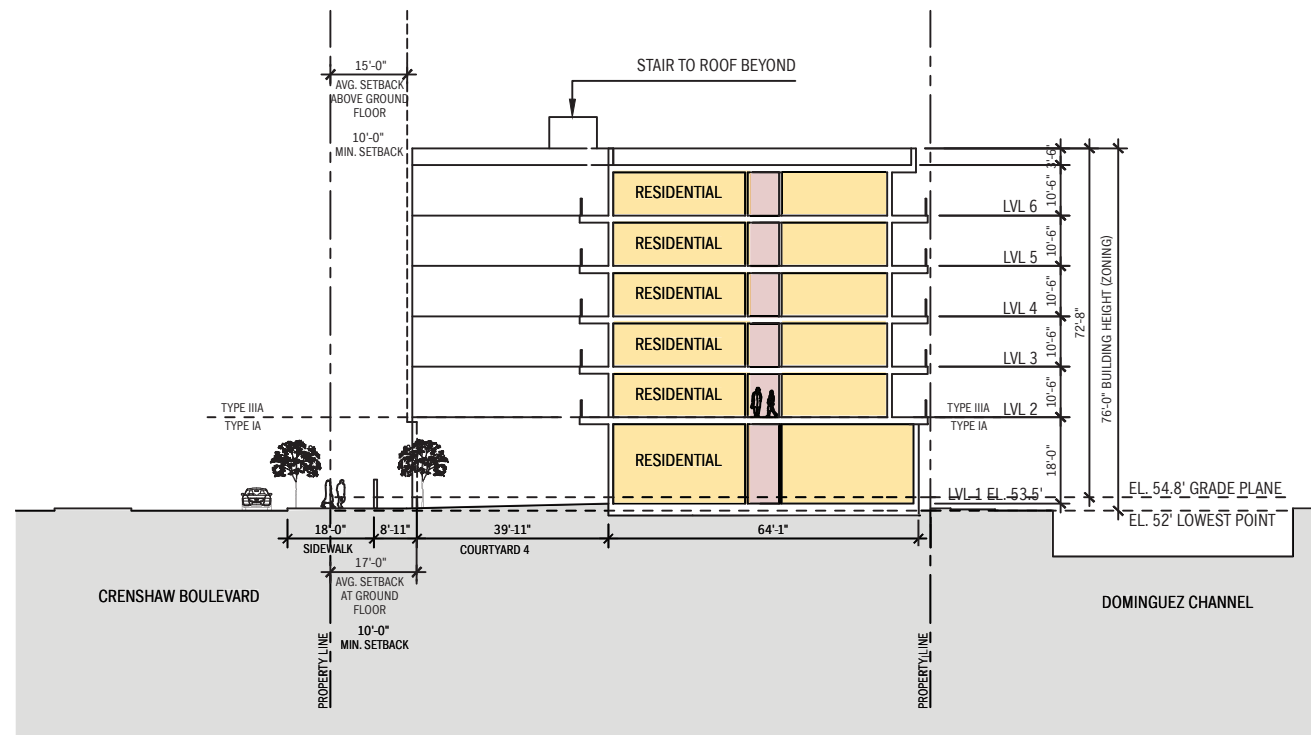 15'-0"
AVG. SETBACK
ABOVE GROUND
FLOOR
10'-0"
MIN. SETBACK
STAIR TO ROOF BEYOND
3'-6"
RESIDENTIAL
10'-6"
LVL 6
RESIDENTIAL
10'-6"
LVL 5
RESIDENTIAL
10'-6"
LVL 4
RESIDENTIAL
10'-6"
LVL 3
RESIDENTIAL
10'-6"
LVL 2
72'-8"
76'-0" BUILDING HEIGHT (ZONING)
TYPE IIIA
TYPE IA
TYPE IIIA
TYPE IA
RESIDENTIAL
18'-0"
LVL 1 EL. 53.5'
EL. 54.8' GRADE PLANE
EL. 52' LOWEST POINT
18'-0"
SIDEWALK
8'-11"
39'-11"
COURTYARD 4
64'-1"
17'-0"
AVG. SETBACK
AT GROUND
FLOOR
10'-0"
MIN. SETBACK
CRENSHAW BOULEVARD
DOMINGUEZ CHANNEL
PROPERTY LINE
PROPERTY LINE